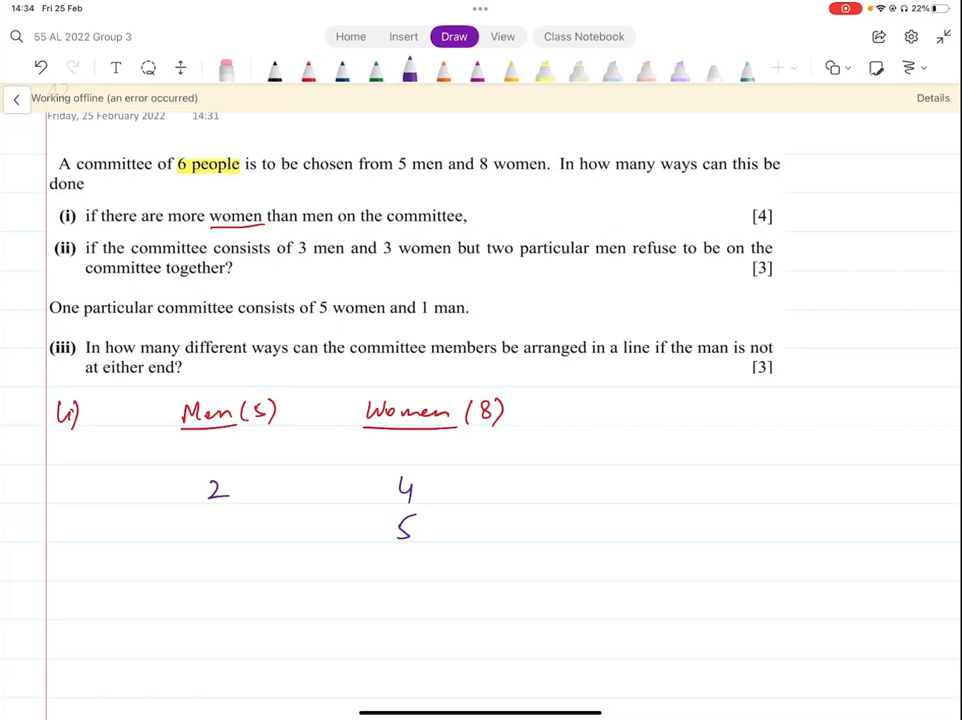 14:34 Fri 25 Feb
22%
55 AL 2022 Group 3
Home Insert Draw View Class Notebook
Working offline (an error occurred) Details
Friday, 25 February 2022 14:31
A committee of 6 people is to be chosen from 5 men and 8 women. In how many ways can this be
done
(i) if there are more women than men on the committee, [4]
(ii) if the committee consists of 3 men and 3 women but two particular men refuse to be on the
committee together? [3]
One particular committee consists of 5 women and 1 man.
(iii) In how many different ways can the committee members be arranged in a line if the man is not
at either end? [3]
(i) Men (5) Women (8)
2 4
5